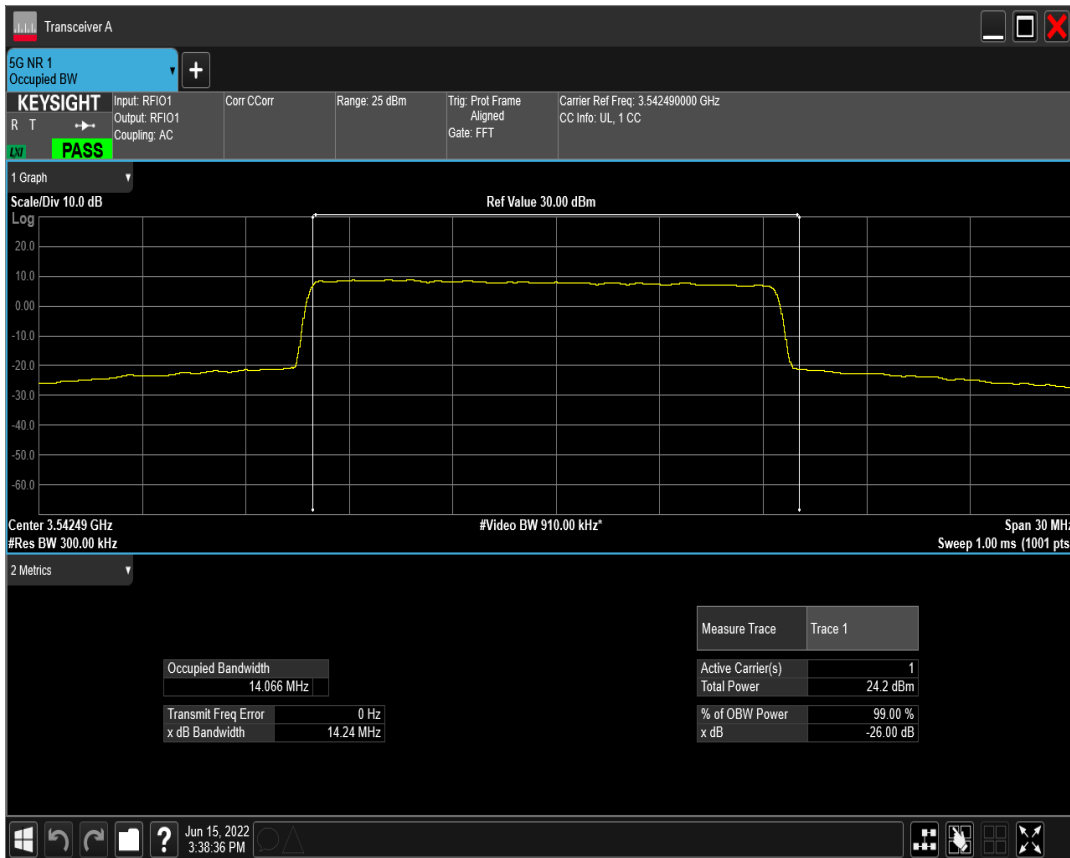 Transceiver A
5G NR 1
Occupied BW
KEYSIGHT
R T
LXI
PASS
Input: RFIO1
Output: RFIO1
Coupling: AC
Corr CCorr
Range: 25 dBm
Trig: Prot Frame
Aligned
Gate: FFT
Carrier Ref Freq: 3.542490000 GHz
CC Info: UL, 1 CC
1 Graph
Scale/Div 10.0 dB
Ref Value 30.00 dBm
Log
20.0
10.0
0.00
-10.0
-20.0
-30.0
-40.0
-50.0
-60.0
Center 3.54249 GHz
#Video BW 910.00 kHz*
Span 30 MHz
#Res BW 300.00 kHz
Sweep 1.00 ms (1001 pts
2 Metrics
Measure Trace Trace 1
Occupied Bandwidth
14.066 MHz
Active Carrier(s) 1
Total Power 24.2 dBm
Transmit Freq Error 0 Hz
x dB Bandwidth 14.24 MHz
% of OBW Power 99.00 %
x dB -26.00 dB
?
Jun 15, 2022
3:38:36 PM